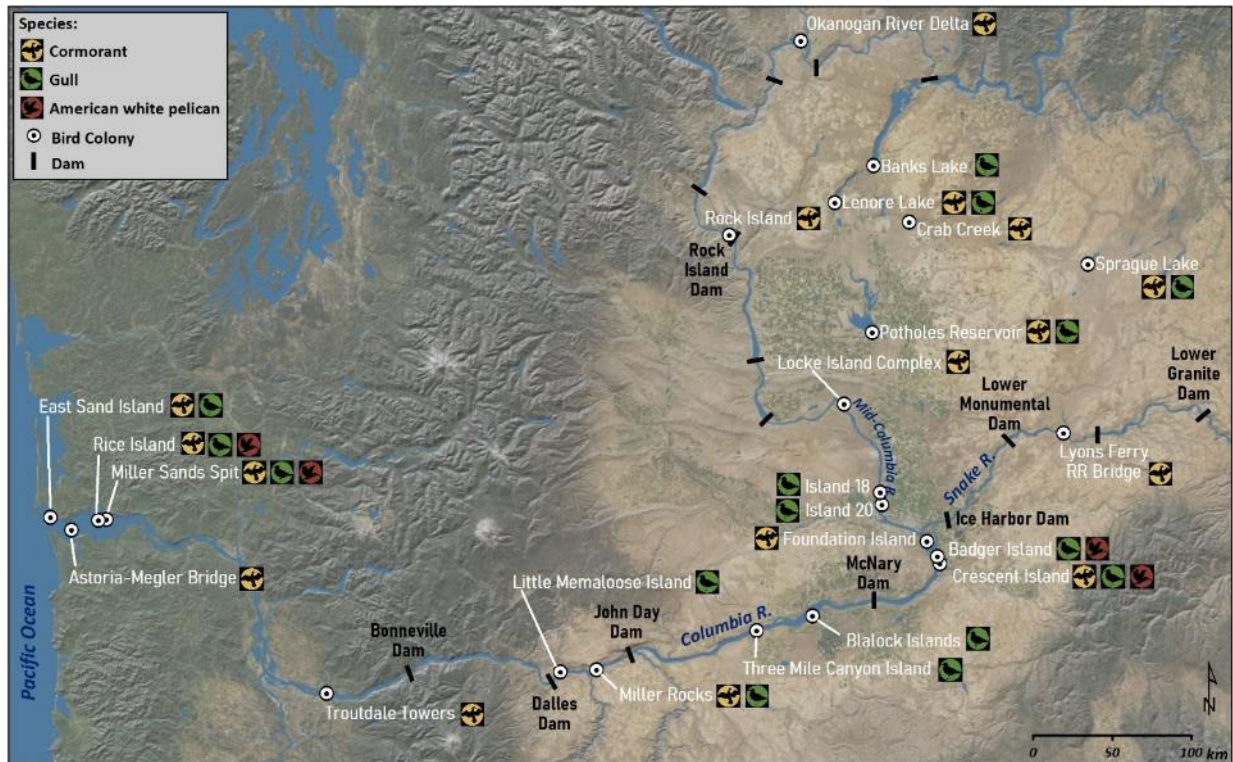 Species:
Cormorant
Gull
American white pelican
Bird Colony
Dam
Okanogan River Delta
Banks Lake
Lenore Lake
Rock Island
Crab Creek
Rock
Island
Dam
Sprague Lake
Potholes Reservoir
Locke Island Complex
Lower
Granite
Dam
Lower
Monumental
Dam
Mid-Columbia R.
East Sand Island
Rice Island
Miller Sands Spit
Snake R.
Lyons Ferry
RR Bridge
Island 18
Island 20
Ice Harbor Dam
Foundation Island
Badger Island
Crescent Island
McNary
Dam
Astoria-Megler Bridge
Little Memaloose Island
John Day
Dam
Columbia R.
Bonneville
Dam
Blalock Islands
Three Mile Canyon Island
Pacific Ocean
Troutdale Towers
Dalles
Dam
Miller Rocks
N
0 50 100 km